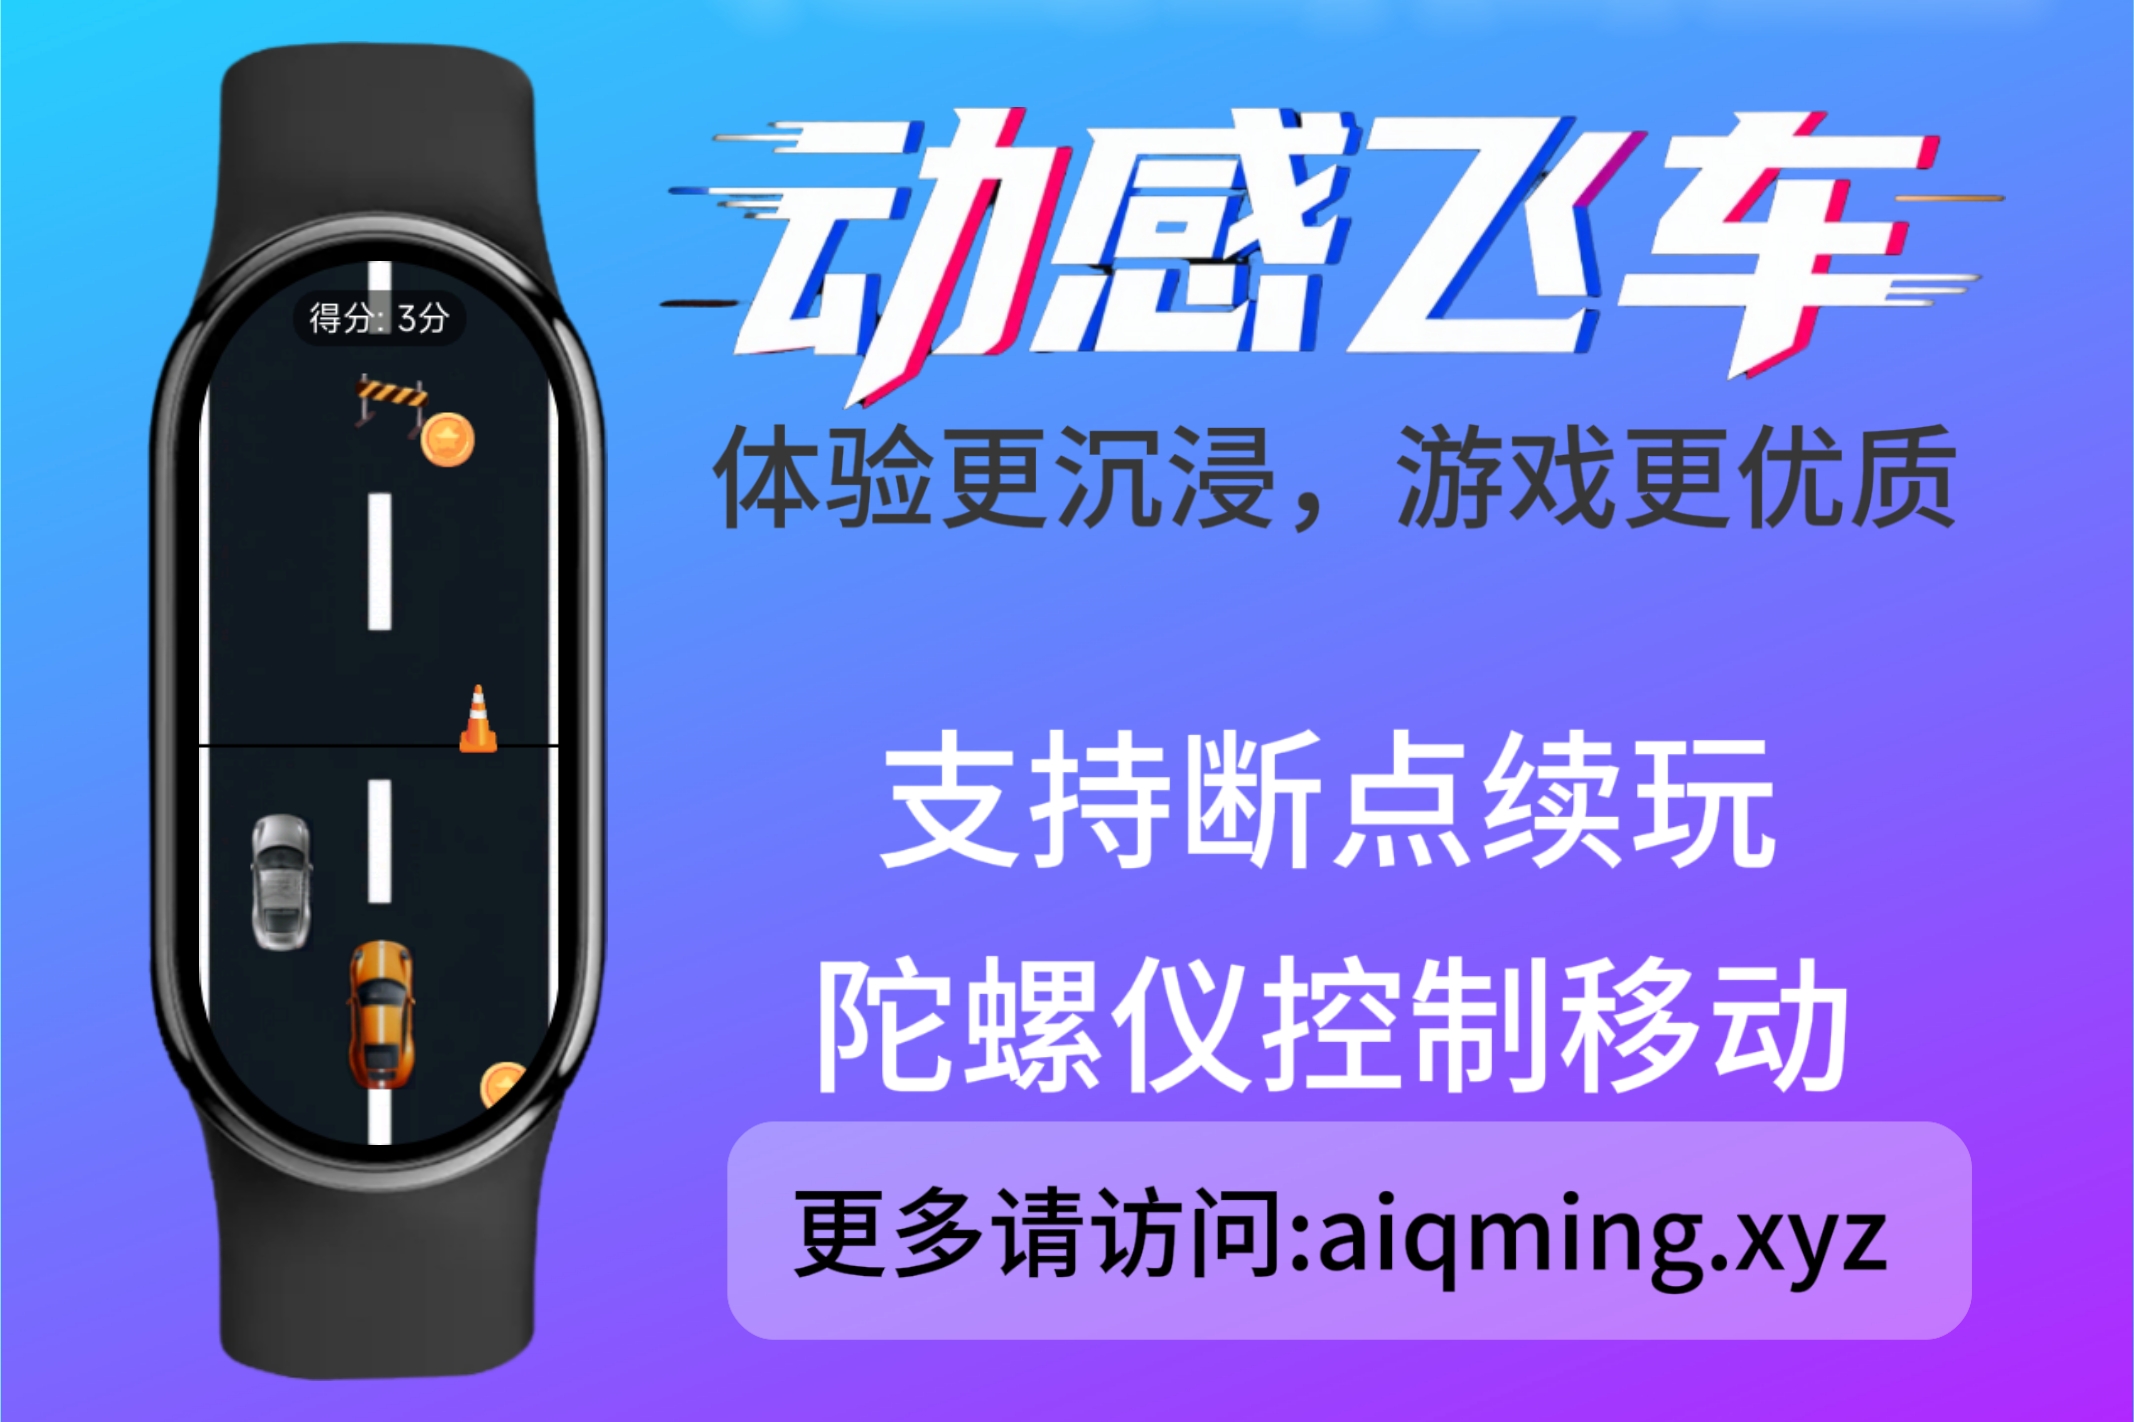 得分: 3分
动感飞车
体验更沉浸，游戏更优质
支持断点续玩
陀螺仪控制移动
更多请访问:aiqming.xyz